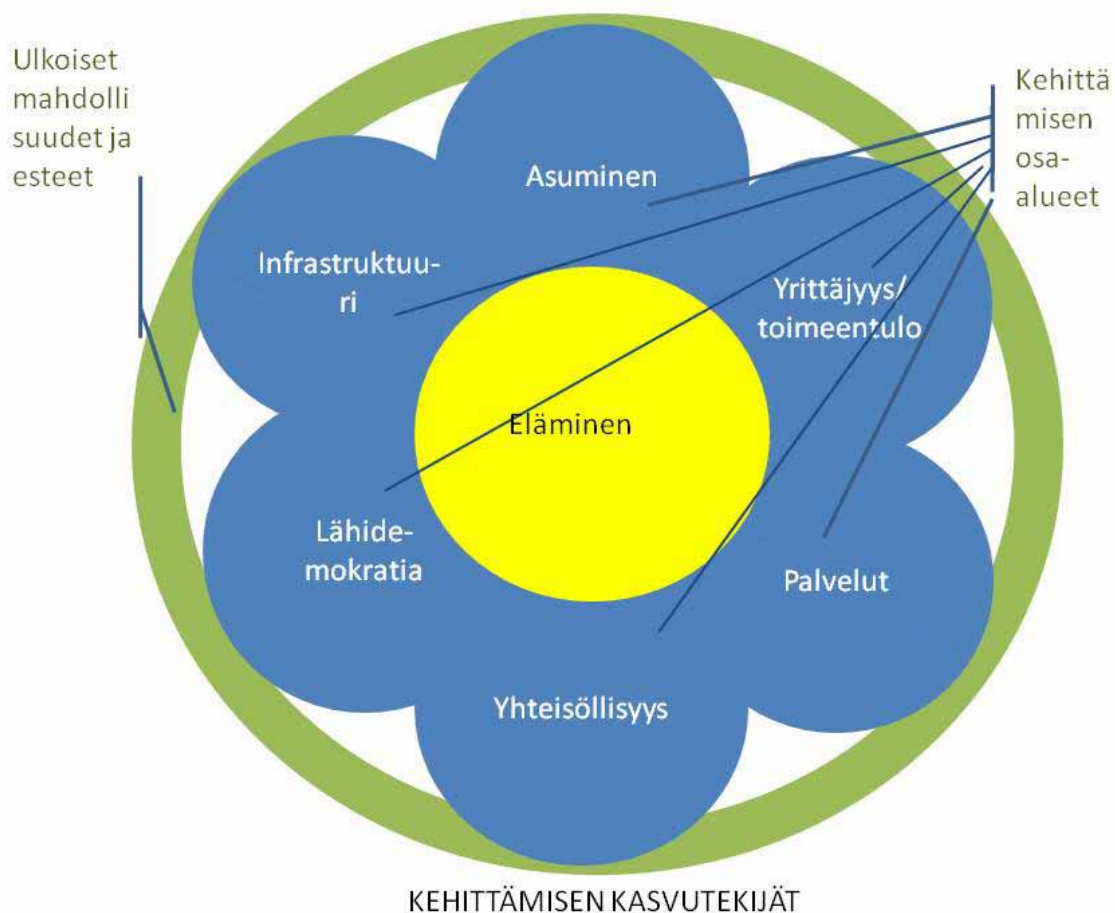 Ulkoiset
mahdolli
suudet ja
esteet
Kehittä
misen
osa-
alueet
Asuminen
Infrastruktuu-
ri
Yrittäjyys/
toimeentulo
Eläminen
Lähide-
mokratia
Palvelut
Yhteisöllisyys
KEHITTÄMISEN KASVUTEKIJÄT